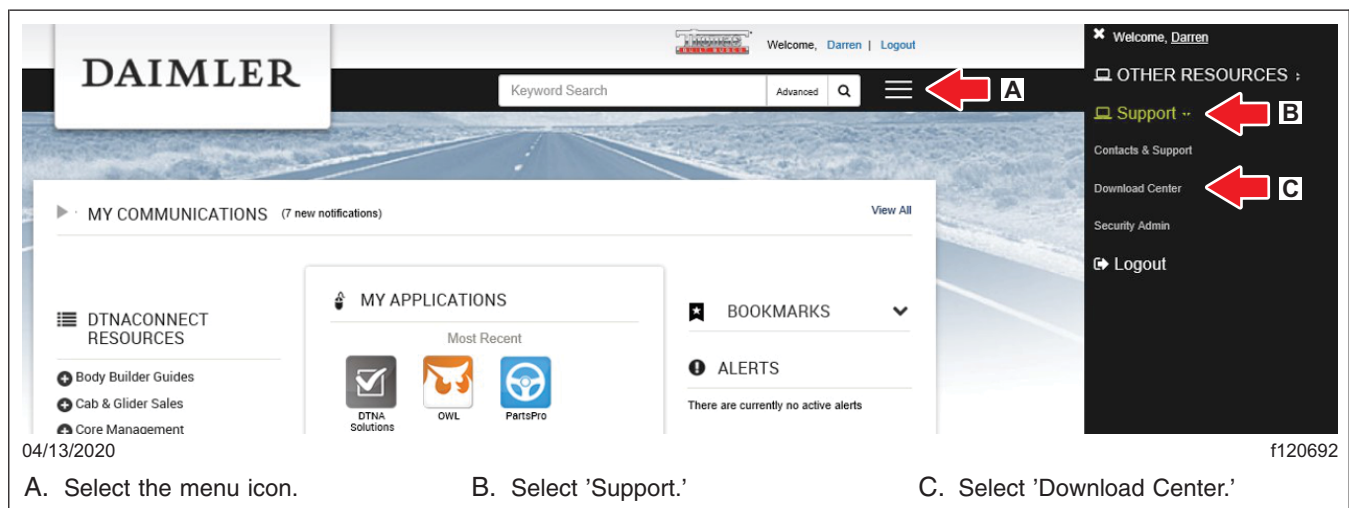 THOMAS
BUILT BUSES
Welcome, Darren | Logout
DAIMLER
Keyword Search
Advanced
A
MY COMMUNICATIONS (7 new notifications)
View All
DTNACONNECT
RESOURCES
Body Builder Guides
Cab & Glider Sales
Core Management
MY APPLICATIONS
Most Recent
DTNA
Solutions
OWL
PartsPro
BOOKMARKS
ALERTS
There are currently no active alerts
Welcome, Darren
OTHER RESOURCES
Support
B
Contacts & Support
Download Center
C
Security Admin
Logout
04/13/2020
f120692
A. Select the menu icon.
B. Select 'Support.'
C. Select 'Download Center.'